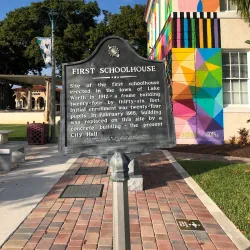 FIRST SCHOOLHOUSE
Site of the first schoolhouse
erected in the town of Lake
Worth in 1912 - a frame building
twenty-four by thirty-six feet.
Initial enrollment was twenty-four
pupils. In February 1916, building
was replaced on this site by a
concrete building - the present
City Hall